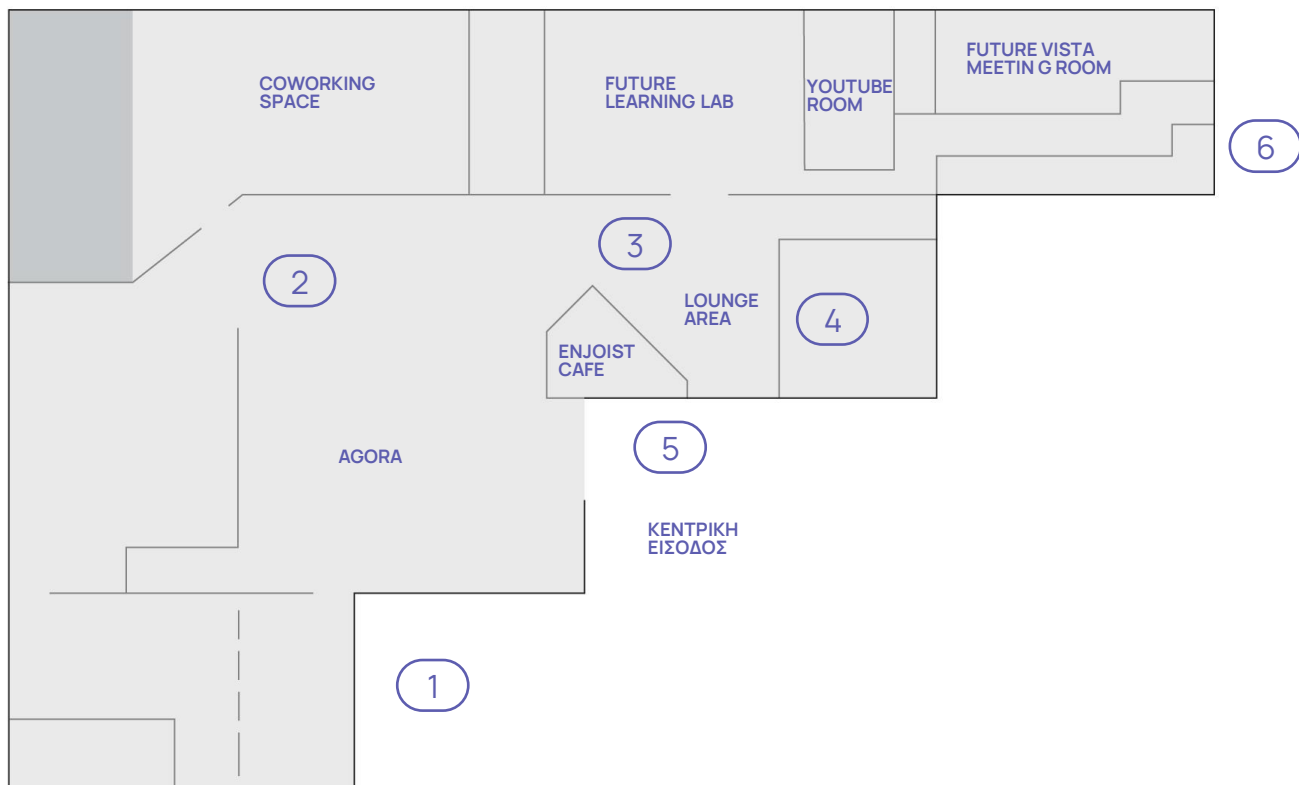 COWORKING
SPACE
FUTURE
LEARNING LAB
YOUTUBE
ROOM
FUTURE VISTA
MEETIN G ROOM
6
3
2
LOUNGE
AREA
4
ENJOIST
CAFE
5
AGORA
ΚΕΝΤΡΙΚΗ
ΕΙΣΟΔΟΣ
1